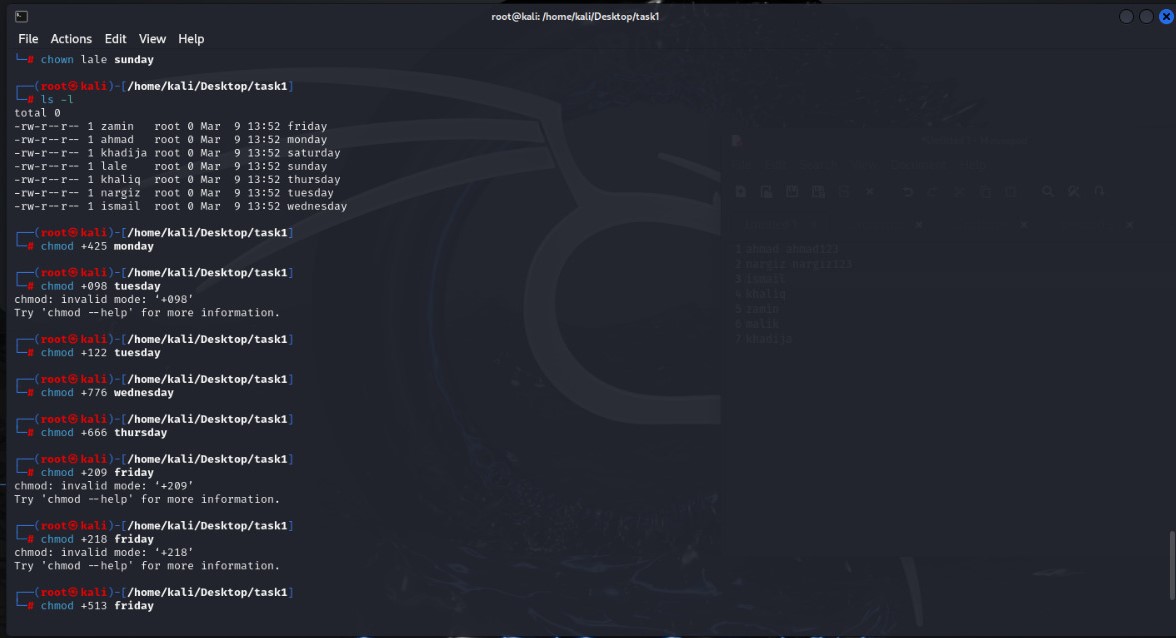 root@kali: /home/kali/Desktop/task1
File Actions Edit View Help
└─# chown lale sunday
┌──(root㉿kali)-[/home/kali/Desktop/task1]
└─# ls -l
total 0
-rw-r--r-- 1 zamin   root 0 Mar  9 13:52 friday
-rw-r--r-- 1 ahmad   root 0 Mar  9 13:52 monday
-rw-r--r-- 1 khadija root 0 Mar  9 13:52 saturday
-rw-r--r-- 1 lale    root 0 Mar  9 13:52 sunday
-rw-r--r-- 1 khaliq  root 0 Mar  9 13:52 thursday
-rw-r--r-- 1 nargiz  root 0 Mar  9 13:52 tuesday
-rw-r--r-- 1 ismail  root 0 Mar  9 13:52 wednesday
┌──(root㉿kali)-[/home/kali/Desktop/task1]
└─# chmod +425 monday
┌──(root㉿kali)-[/home/kali/Desktop/task1]
└─# chmod +098 tuesday
chmod: invalid mode: ‘+098’
Try 'chmod --help' for more information.
┌──(root㉿kali)-[/home/kali/Desktop/task1]
└─# chmod +122 tuesday
┌──(root㉿kali)-[/home/kali/Desktop/task1]
└─# chmod +776 wednesday
┌──(root㉿kali)-[/home/kali/Desktop/task1]
└─# chmod +666 thursday
┌──(root㉿kali)-[/home/kali/Desktop/task1]
└─# chmod +209 friday
chmod: invalid mode: ‘+209’
Try 'chmod --help' for more information.
┌──(root㉿kali)-[/home/kali/Desktop/task1]
└─# chmod +218 friday
chmod: invalid mode: ‘+218’
Try 'chmod --help' for more information.
┌──(root㉿kali)-[/home/kali/Desktop/task1]
└─# chmod +513 friday
1 ahmad ahmad123
2 nargiz nargiz123
3 ismail
4 khaliq
5 zamin
6 malik
7 khadija